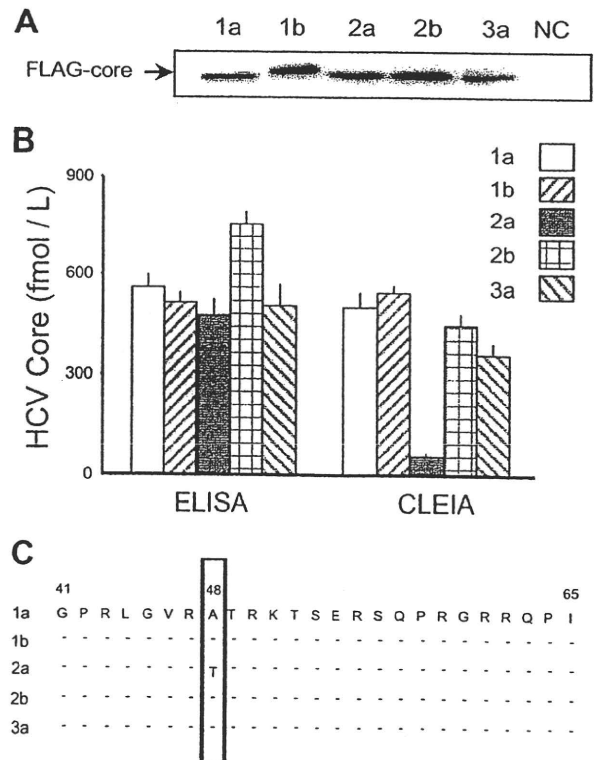 A
1a 1b 2a 2b 3a NC
FLAG-core
B
HCV Core (fmol / L)
900
600
300
0
1a
1b
2a
2b
3a
ELISA CLEIA
C
41 48 65
1a G P R L G V R A T R K T S E R S Q P R G R R Q P I
1b - - - - - - - - - - - - - - - - - - - - - - - - -
2a - - - - - - - T - - - - - - - - - - - - - - - - -
2b - - - - - - - - - - - - - - - - - - - - - - - - -
3a - - - - - - - - - - - - - - - - - - - - - - - - -